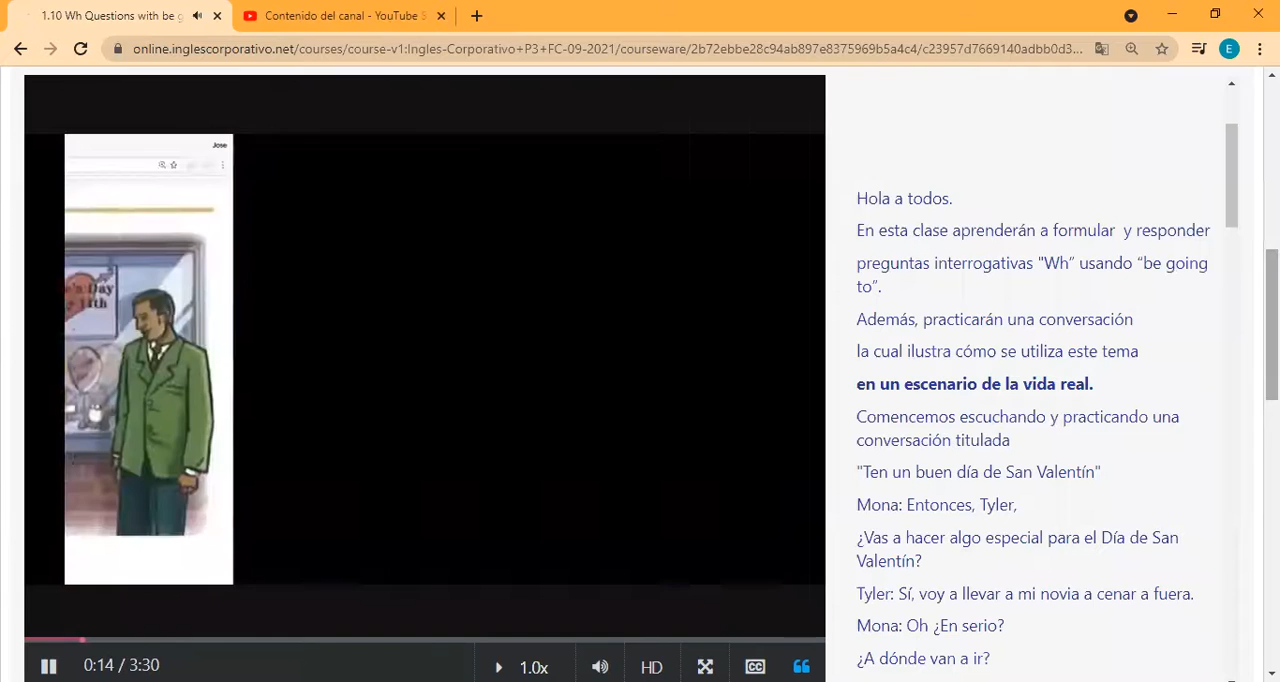 1.10 Wh Questions with be g
Contenido del canal - YouTube S
online.inglescorporativo.net/courses/course-v1:Ingles-Corporativo+P3+FC-09-2021/courseware/2b72ebbe28c94ab897e8375969b5a4c4/c23957d7669140adbb0d3...
E
Jose
e's Day
14th
Hola a todos.
En esta clase aprenderán a formular y responder
preguntas interrogativas "Wh” usando “be going
to”.
Además, practicarán una conversación
la cual ilustra cómo se utiliza este tema
en un escenario de la vida real.
Comencemos escuchando y practicando una
conversación titulada
"Ten un buen día de San Valentín"
Mona: Entonces, Tyler,
¿Vas a hacer algo especial para el Día de San
Valentín?
Tyler: Sí, voy a llevar a mi novia a cenar a fuera.
Mona: Oh ¿En serio?
¿A dónde van a ir?
0:14 / 3:30
1.0x
HD
CC